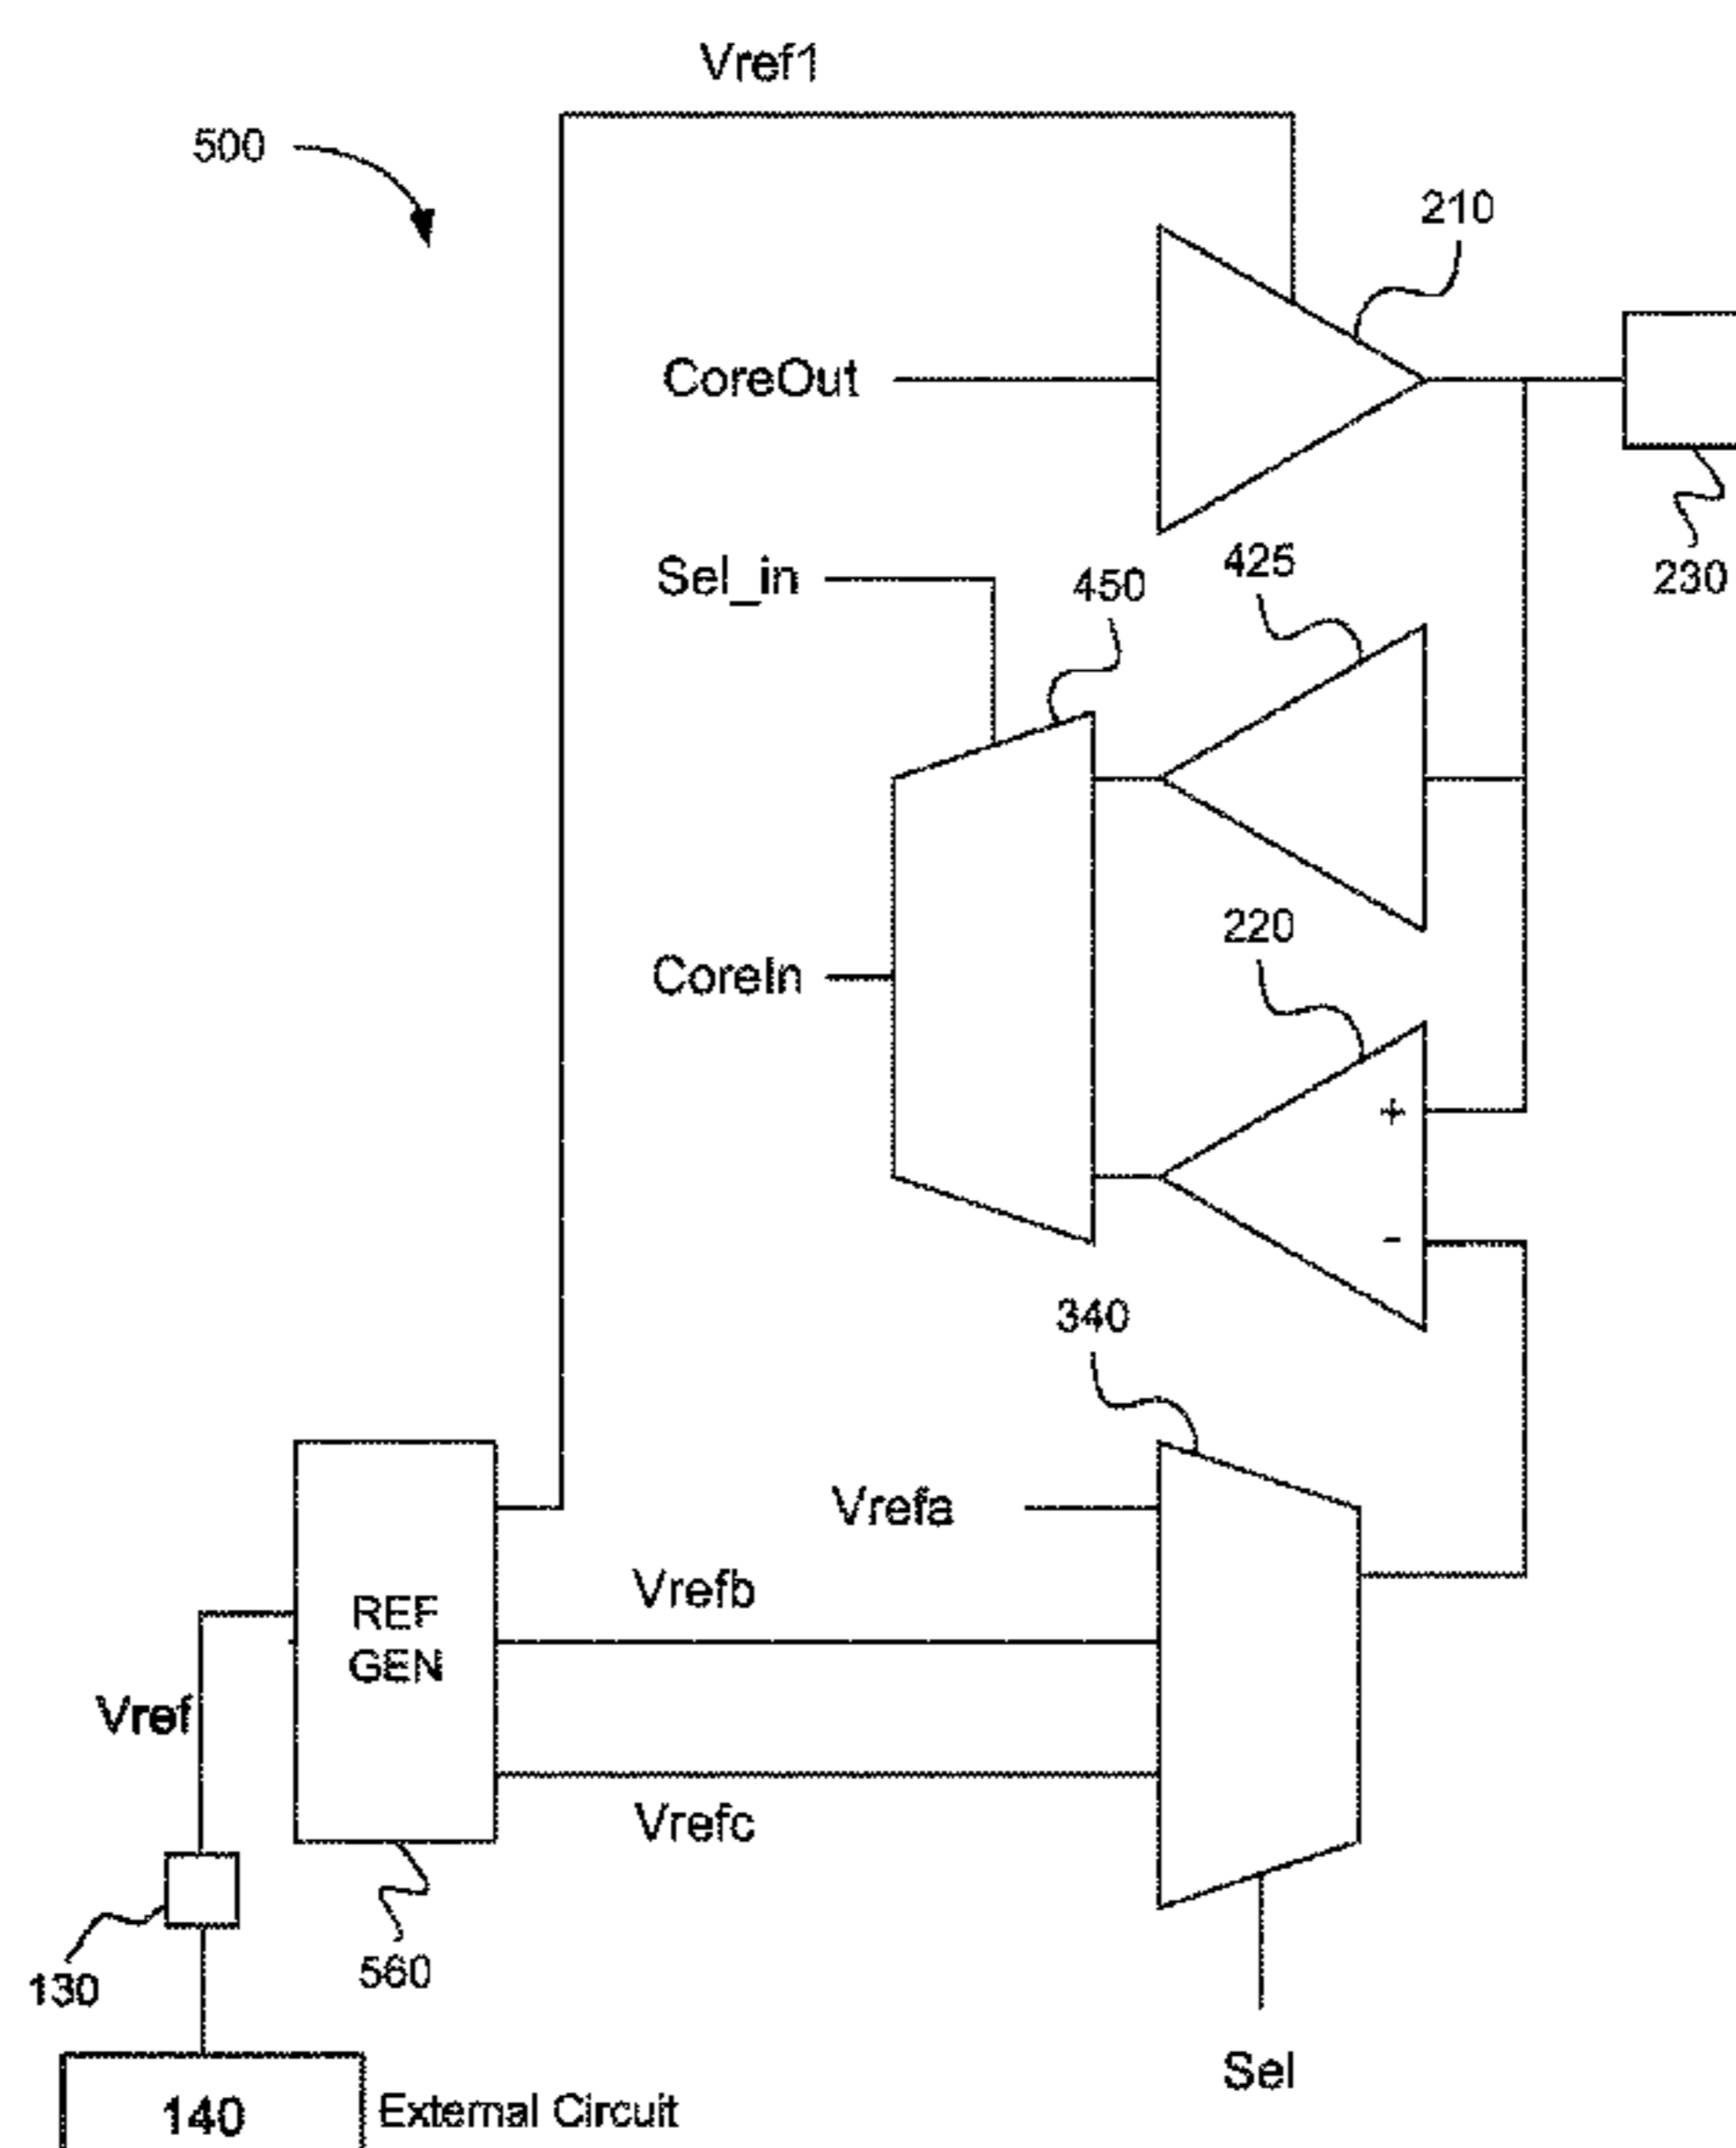 Vref1
500
210
CoreOut
230
Sel_in
450
425
CoreIn
220
+
-
340
Vrefa
REF
GEN
Vrefb
Vref
Vrefc
130
560
Sel
140
External Circuit